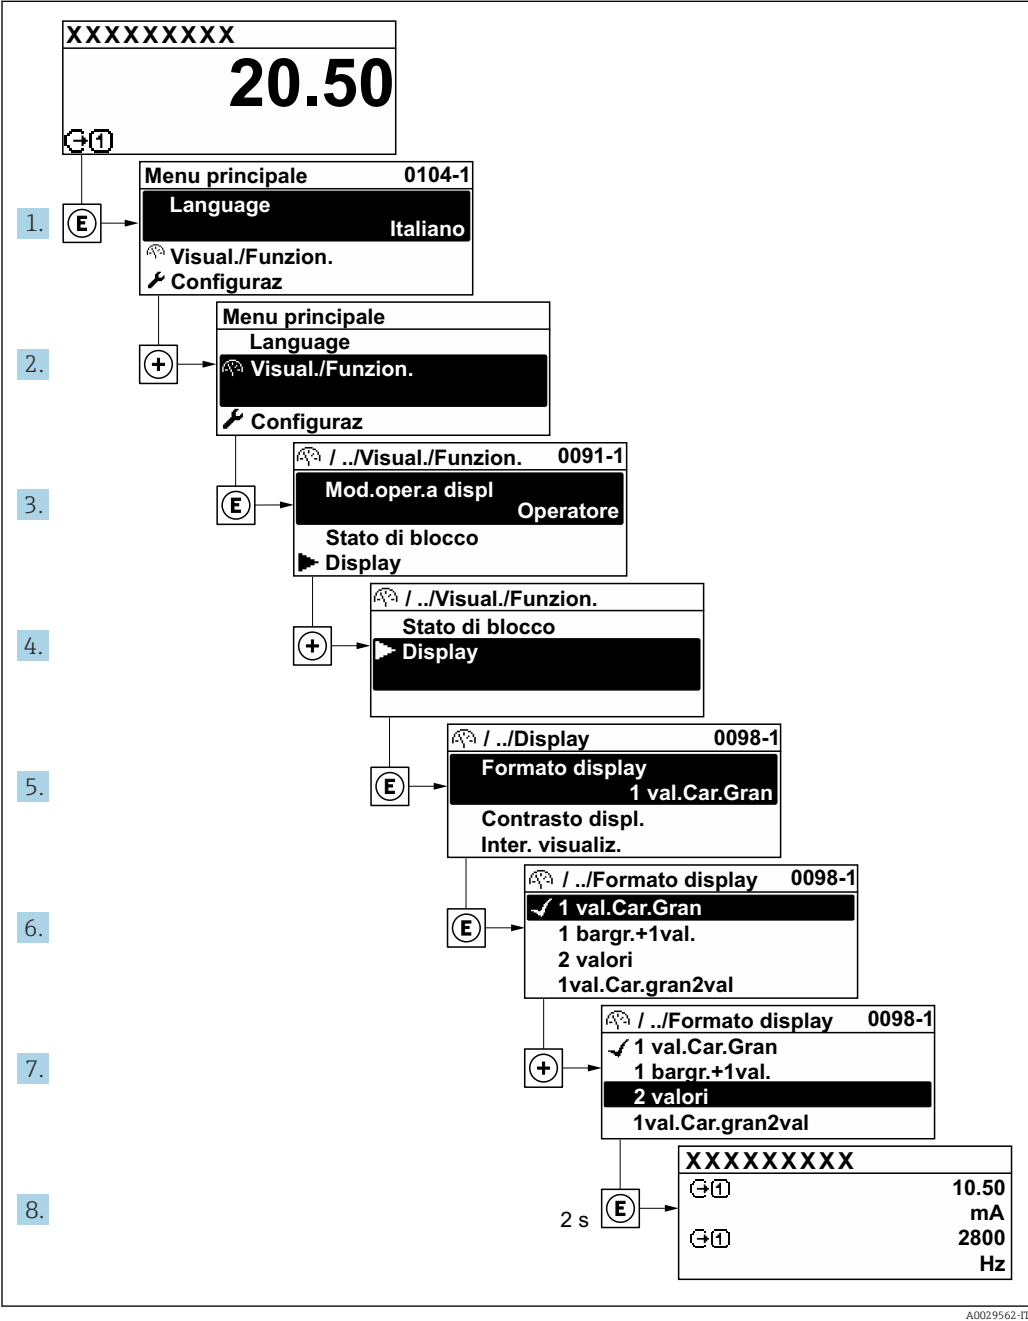 XXXXXXXXX
20.50
1
Menu principale 0104-1
Language
Italiano
Visual./Funzion.
Configuraz
1.
E
Menu principale
Language
Visual./Funzion.
Configuraz
2.
+
/ ../Visual./Funzion. 0091-1
Mod.oper.a displ
Operatore
Stato di blocco
Display
3.
E
/ ../Visual./Funzion.
Stato di blocco
Display
4.
+
/ ../Display 0098-1
Formato display
1 val.Car.Gran
Contrasto displ.
Inter. visualiz.
5.
E
/ ../Formato display 0098-1
1 val.Car.Gran
1 bargr.+1val.
2 valori
1val.Car.gran2val
6.
E
/ ../Formato display 0098-1
1 val.Car.Gran
1 bargr.+1val.
2 valori
1val.Car.gran2val
7.
+
XXXXXXXXX
1 10.50
mA
1 2800
Hz
8.
2 s
E
A0029562-IT